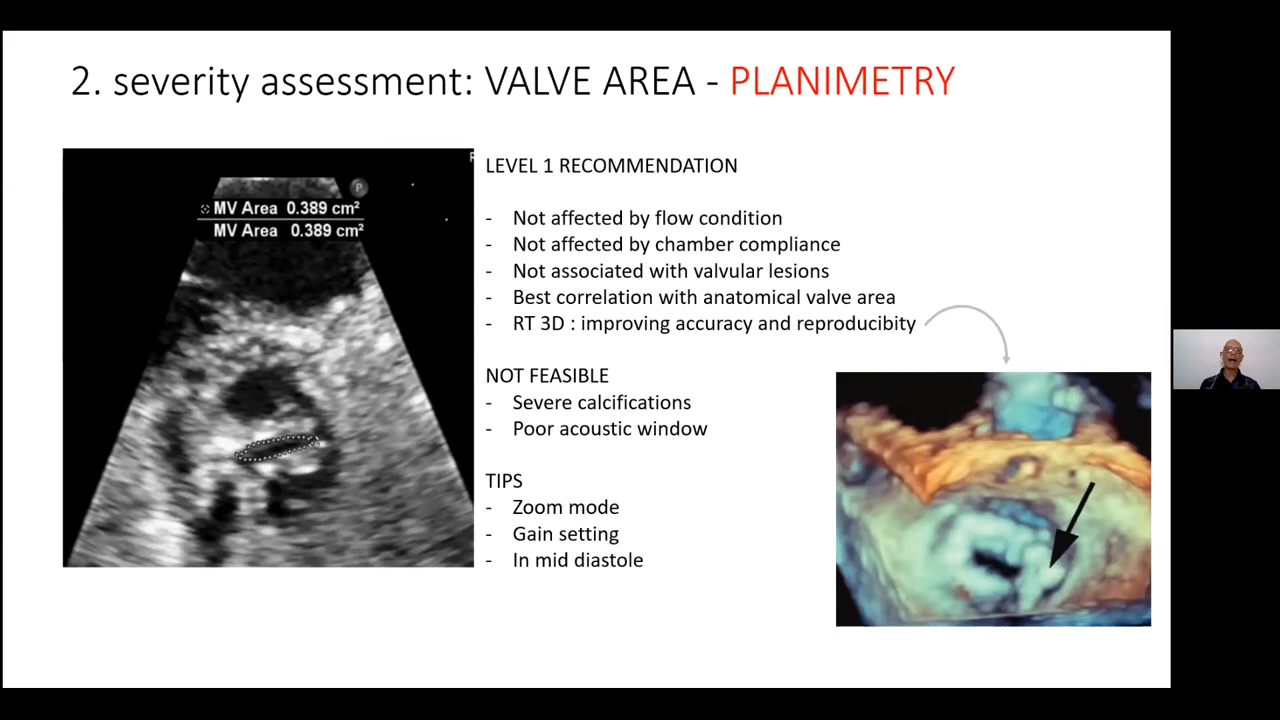 2. severity assessment: VALVE AREA - PLANIMETRY
P
MV Area 0.389 cm²
MV Area 0.389 cm²
LEVEL 1 RECOMMENDATION
- Not affected by flow condition
- Not affected by chamber compliance
- Not associated with valvular lesions
- Best correlation with anatomical valve area
- RT 3D : improving accuracy and reproducibity
NOT FEASIBLE
- Severe calcifications
- Poor acoustic window
TIPS
- Zoom mode
- Gain setting
- In mid diastole